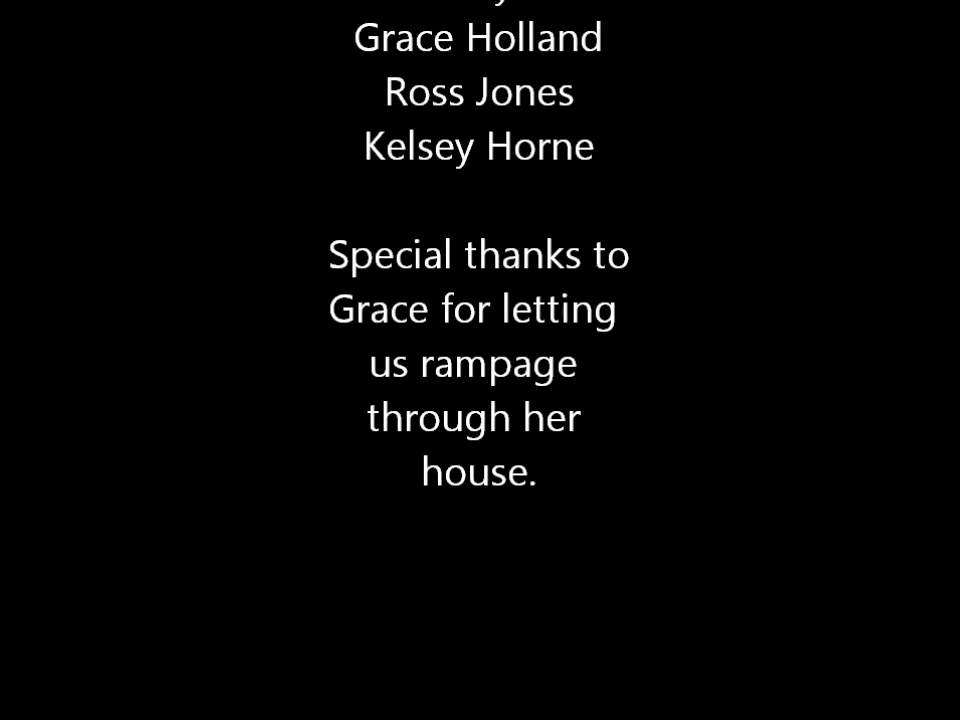 Grace Holland
Ross Jones
Kelsey Horne
Special thanks to
Grace for letting
us rampage
through her
house.